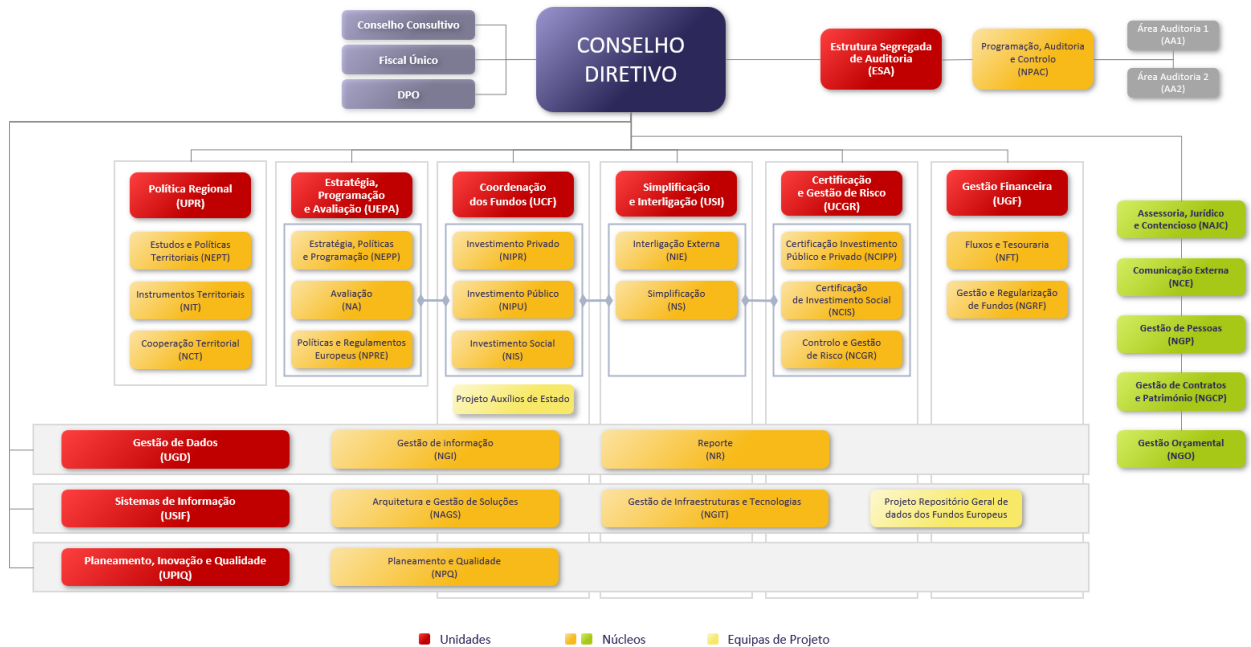 Conselho Consultivo
Fiscal Único
DPO
CONSELHO
DIRETIVO
Estrutura Segregada
de Auditoria
(ESA)
Programação, Auditoria
e Controlo
(NPAC)
Área Auditoria 1
(AA1)
Área Auditoria 2
(AA2)
Política Regional
(UPR)
Estudos e Políticas
Territoriais (NEPT)
Instrumentos Territoriais
(NIT)
Cooperação Territorial
(NCT)
Estratégia,
Programação
e Avaliação (UEPA)
Estratégia, Políticas
e Programação (NEPP)
Avaliação
(NA)
Políticas e Regulamentos
Europeus (NPRE)
Coordenação
dos Fundos (UCF)
Investimento Privado
(NIPR)
Investimento Público
(NIPU)
Investimento Social
(NIS)
Projeto Auxílios de Estado
Simplificação
e Interligação (USI)
Interligação Externa
(NIE)
Simplificação
(NS)
Certificação
e Gestão de Risco
(UCGR)
Certificação Investimento
Público e Privado (NCIPP)
Certificação
de Investimento Social
(NCIS)
Controlo e Gestão
de Risco (NCGR)
Gestão Financeira
(UGF)
Fluxos e Tesouraria
(NFT)
Gestão e Regularização
de Fundos (NGRF)
Assessoria, Jurídico
e Contencioso (NAJC)
Comunicação Externa
(NCE)
Gestão de Pessoas
(NGP)
Gestão de Contratos
e Património (NGCP)
Gestão Orçamental
(NGO)
Gestão de Dados
(UGD)
Gestão de informação
(NGI)
Reporte
(NR)
Sistemas de Informação
(USIF)
Arquitetura e Gestão de Soluções
(NAGS)
Gestão de Infraestruturas e Tecnologias
(NGIT)
Projeto Repositório Geral de
dados dos Fundos Europeus
Planeamento, Inovação e Qualidade
(UPIQ)
Planeamento e Qualidade
(NPQ)
Unidades
Núcleos
Equipas de Projeto